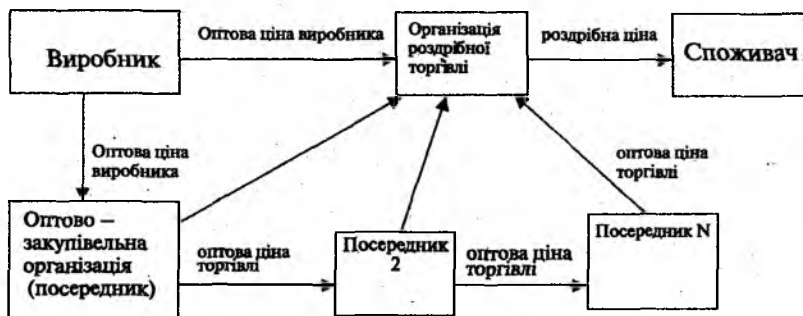 Виробник
Оптова ціна виробника
Організація
роздрібної
торгівлі
роздрібна ціна
Споживач
Оптова ціна
виробника
оптова ціна
торгівлі
Оптово –
закупівельна
організація
(посередник)
оптова ціна
торгівлі
Посередник
2
оптова ціна
торгівлі
Посередник N